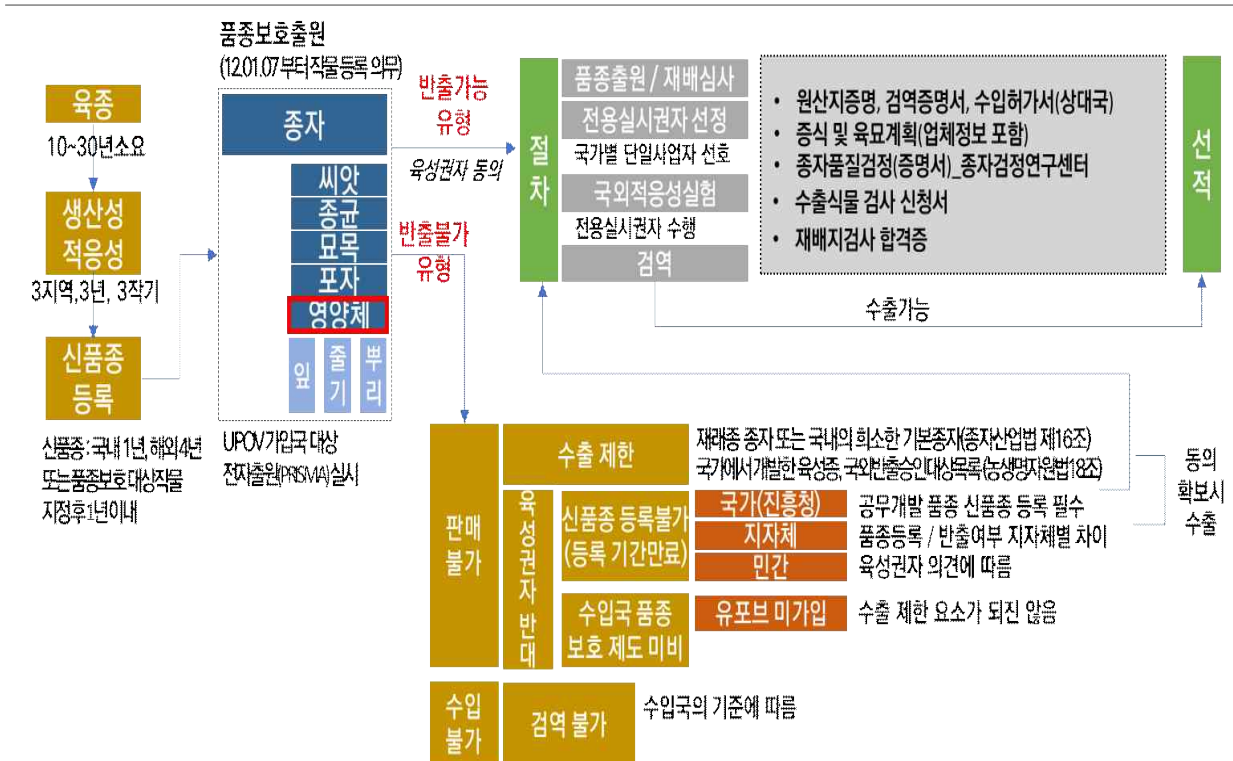 육종
10~30년소요
생산성
적응성
3지역,3년, 3작기
신품종
등록
신품종 : 국내 1년, 해외 4년
또는 품종보호 대상작물
지정후 1년이내
품종보호출원
(12.01.07 부터 작물 등록 의무)
종자
씨앗
종균
묘목
포자
영양체
잎
줄기
뿌리
UPOV 가입국 대상
전자출원(PRISMA) 실시
반출가능
유형
육성권자 동의
반출불가
유형
절차
품종출원 / 재배심사
전용실시권자 선정
국가별 단일사업자 선호
국외적응성실험
전용실시권자 수행
검역
• 원산지증명, 검역증명서, 수입허가서(상대국)
• 증식 및 육묘계획(업체정보 포함)
• 종자품질검정(증명서)_종자검정연구센터
• 수출식물 검사 신청서
• 재배지검사 합격증
선적
수출가능
판매
불가
수출 제한
재래종 종자 또는 국내의 희소한 기본종자(종자산업법 제16조)
국가에서 개발한 육성종, 국외반출승인대상목록(농생명자원법18조)
육성권자 반대
신품종 등록불가
(등록 기간만료)
국가(진흥청)
공무개발 품종 신품종 등록 필수
지자체
품종등록 / 반출여부 지자체별 차이
민간
육성권자 의견에 따름
수입국 품종
보호 제도 미비
유포브 미가입
수출 제한 요소가 되진 않음
동의
확보시
수출
수입
불가
검역 불가
수입국의 기준에 따름